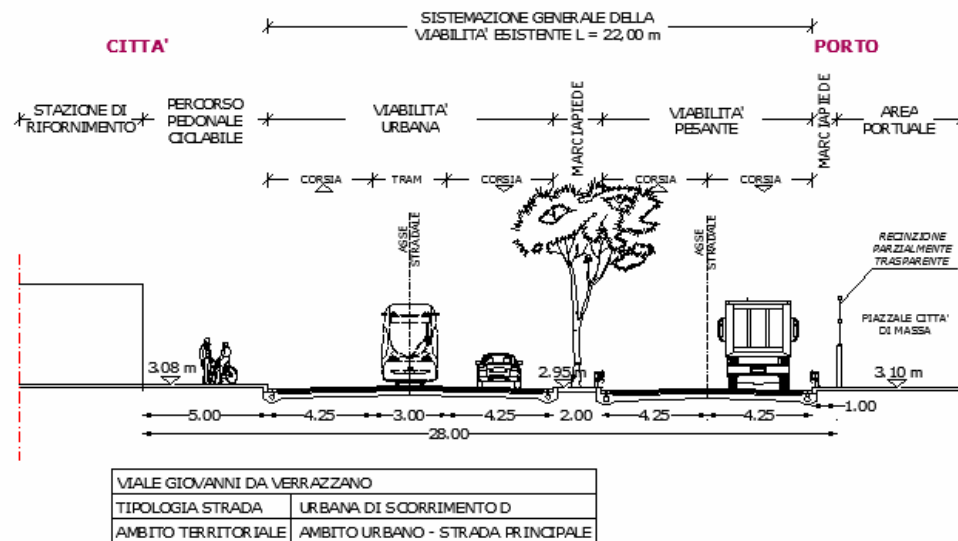 SISTEMAZIONE GENERALE DELLA
VIABILITA' ESISTENTE L = 22,00 m
CITTA'
PORTO
STAZIONE DI
RIFORNIMENTO
PERCORSO
PEDONALE
CICLABILE
VIABILITA'
URBANA
MARCIAPIEDE
VIABILITA'
PESANTE
MARCIAPIEDE
AREA
PORTUALE
CORSIA
TRAM
CORSIA
CORSIA
CORSIA
ASSE
STRADALE
ASSE
STRADALE
RECINZIONE
PARZIALMENTE
TRASPARENTE
PIAZZALE CITTA'
DI MASSA
3.08 m
2.95 m
3.10 m
5.00
4.25
3.00
4.25
2.00
4.25
4.25
1.00
28.00
VIALE GIOVANNI DA VERRAZZANO
TIPOLOGIA STRADA URBANA DI SCORRIMENTO D
AMBITO TERRITORIALE AMBITO URBANO - STRADA PRINCIPALE